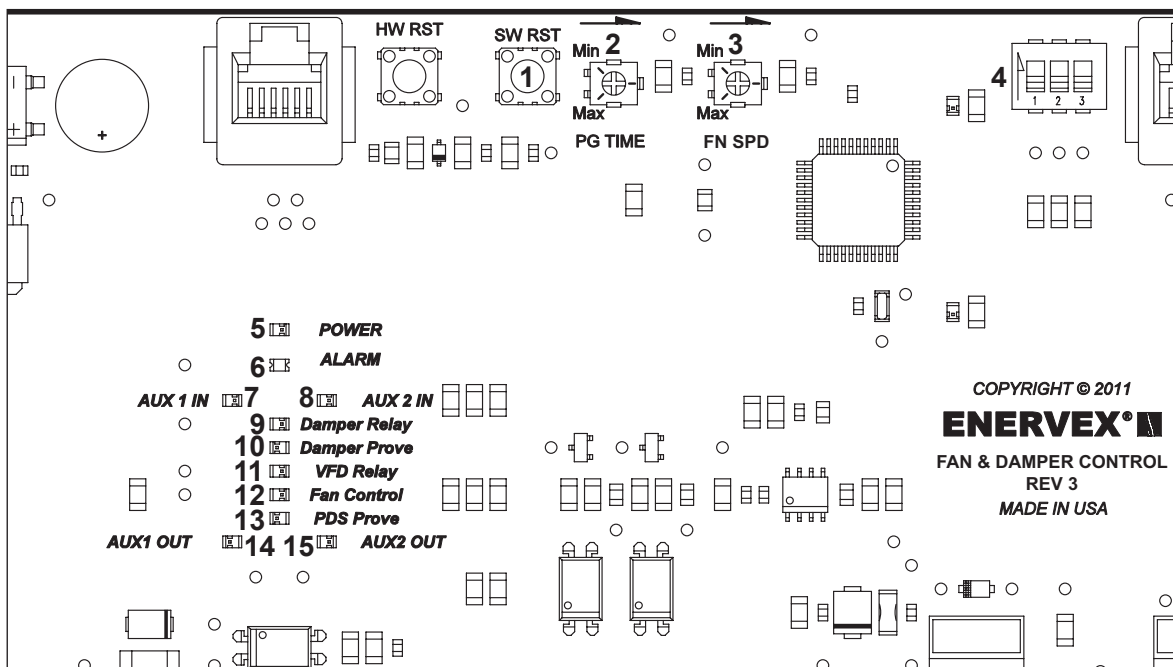 HW RST
SW RST
1
Min 2
Max
PG TIME
Min 3
Max
FN SPD
4
1 2 3
+
+
5 POWER
6 ALARM
AUX 1 IN 7
8 AUX 2 IN
9 Damper Relay
10 Damper Prove
11 VFD Relay
12 Fan Control
13 PDS Prove
AUX1 OUT 14
15 AUX2 OUT
COPYRIGHT © 2011
ENERVEX®
FAN & DAMPER CONTROL
REV 3
MADE IN USA